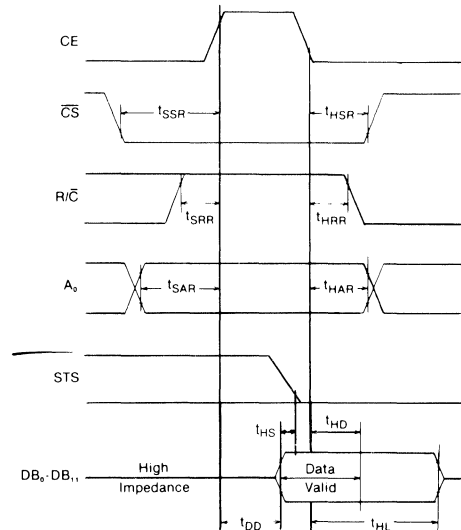 CE
C̅S̅
tSSR
tHSR
R/C̅
tSRR
tHRR
A₀
tSAR
tHAR
STS
tHS
tHD
DB₀-DB₁₁
High
Impedance
Data
Valid
tDD
tHL